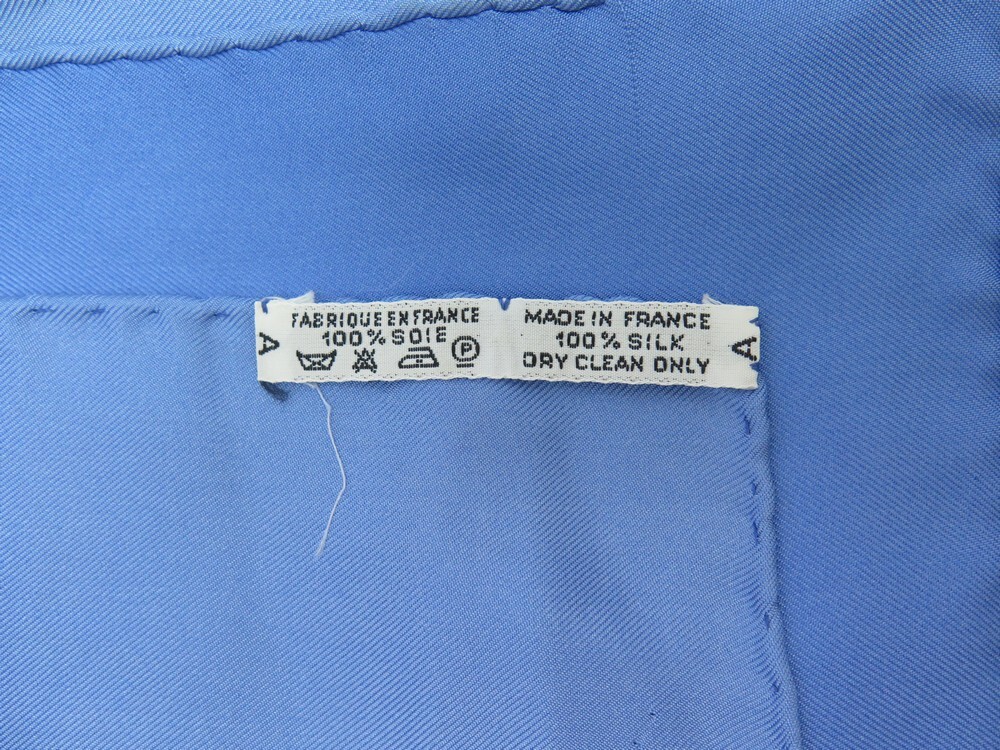 A
FABRIQUE EN FRANCE
100% SOIE
P
MADE IN FRANCE
100% SILK
DRY CLEAN ONLY
A